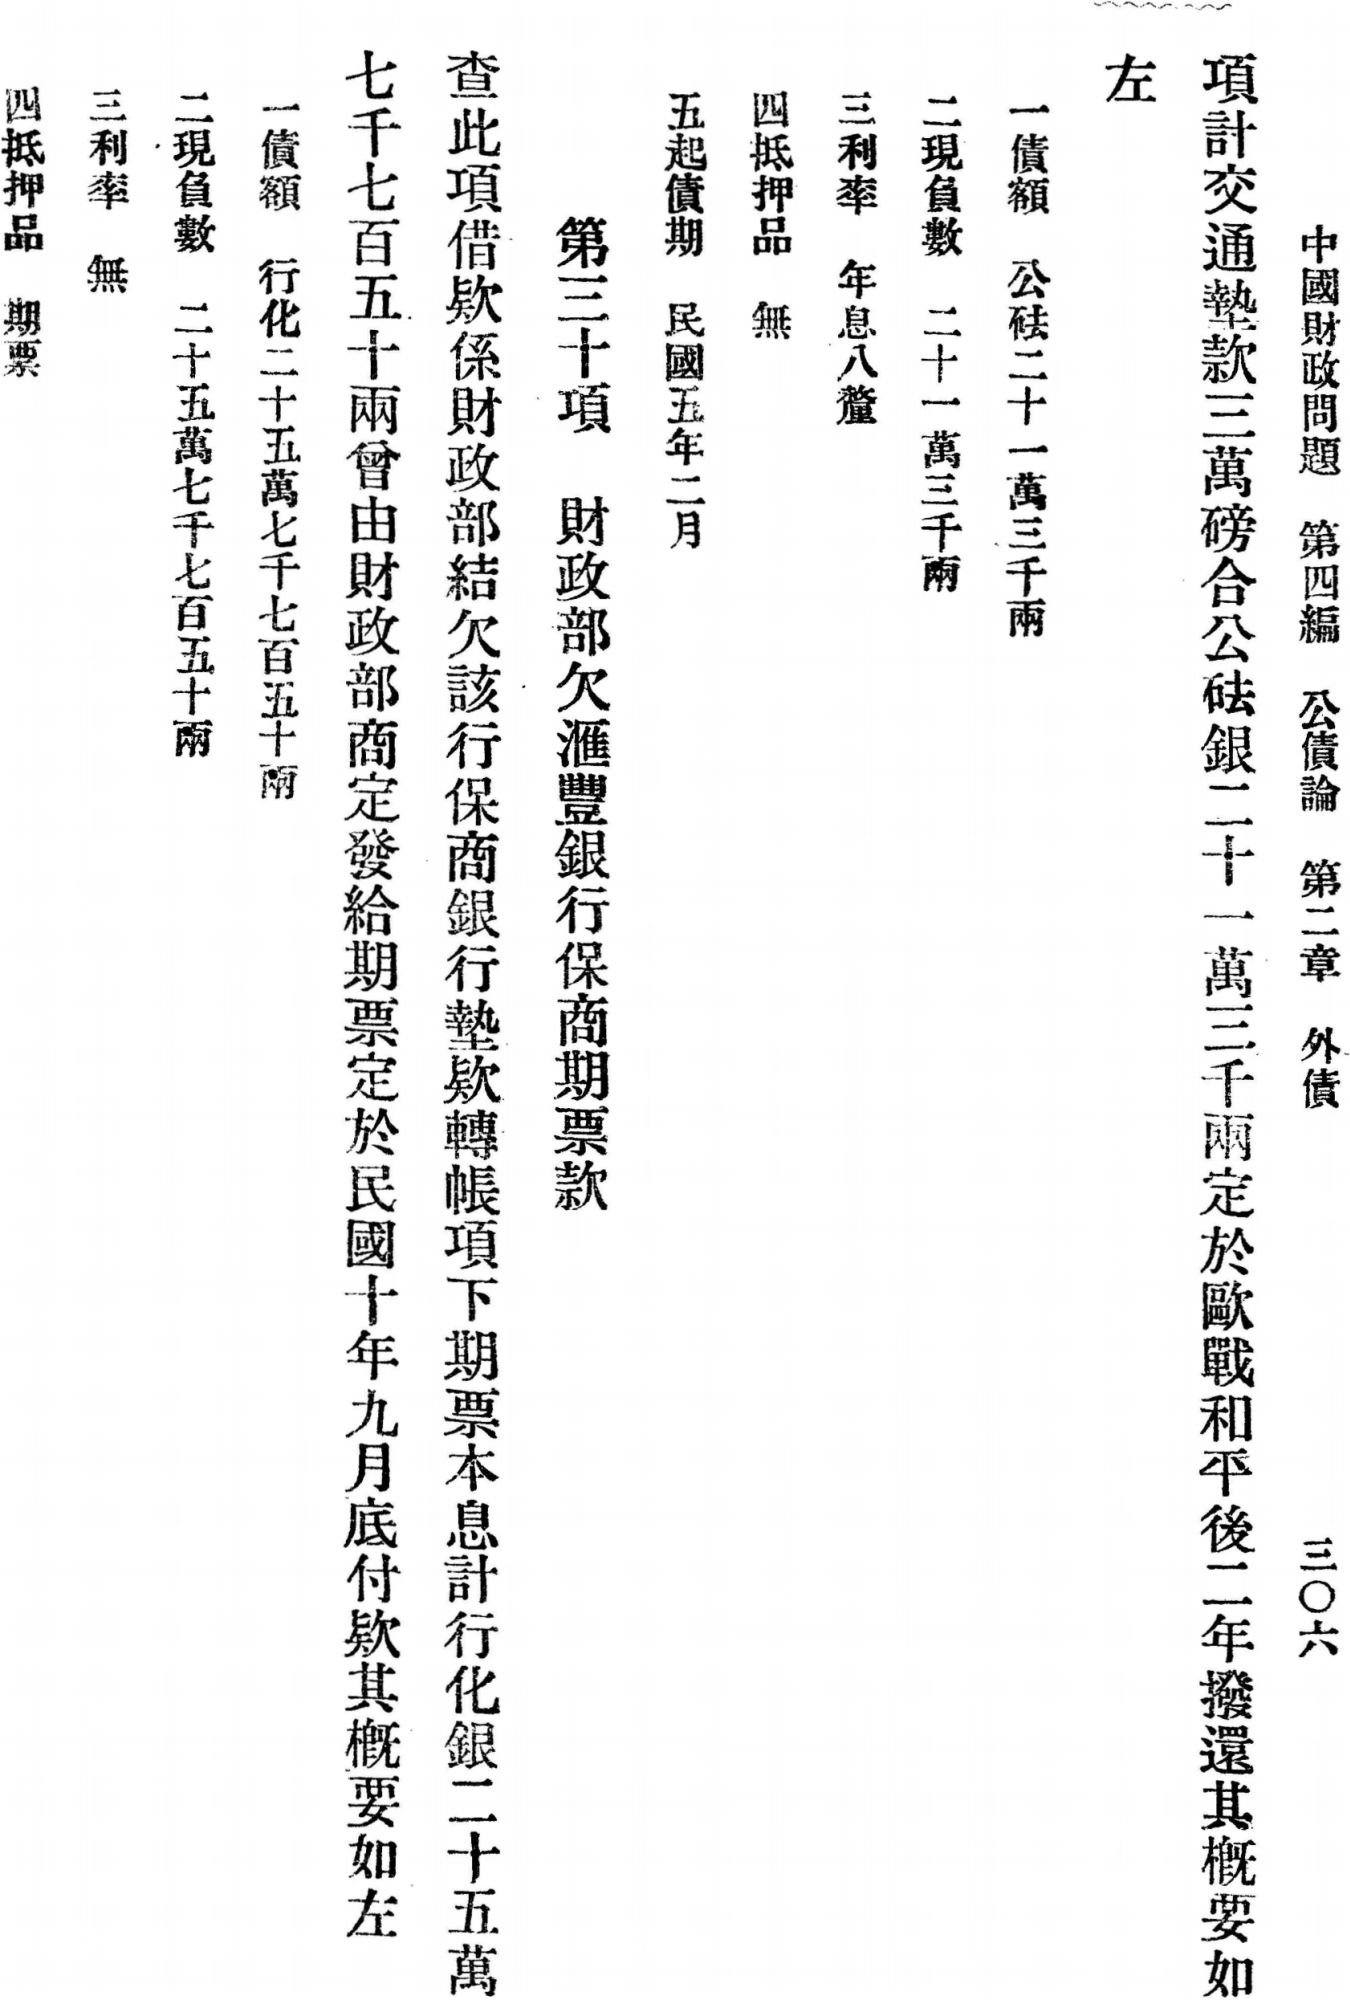 中國財政問題　第四編　公債論　第二章　外債　三〇六
項計交通墊款三萬磅合公砝銀二十一萬三千兩定於歐戰和平後二年撥還其概要如
左
一債額　公砝二十一萬三千兩
二現負數　二十一萬三千兩
三利率　年息八釐
四抵押品　無
五起債期　民國五年二月
第三十項　財政部欠滙豐銀行保商期票款
查此項借欵係財政部結欠該行保商銀行墊欵轉帳項下期票本息計行化銀二十五萬
七千七百五十兩曾由財政部商定發給期票定於民國十年九月底付欵其概要如左
一債額　行化二十五萬七千七百五十兩
二現負數　二十五萬七千七百五十兩
三利率　無
四抵押品　期票